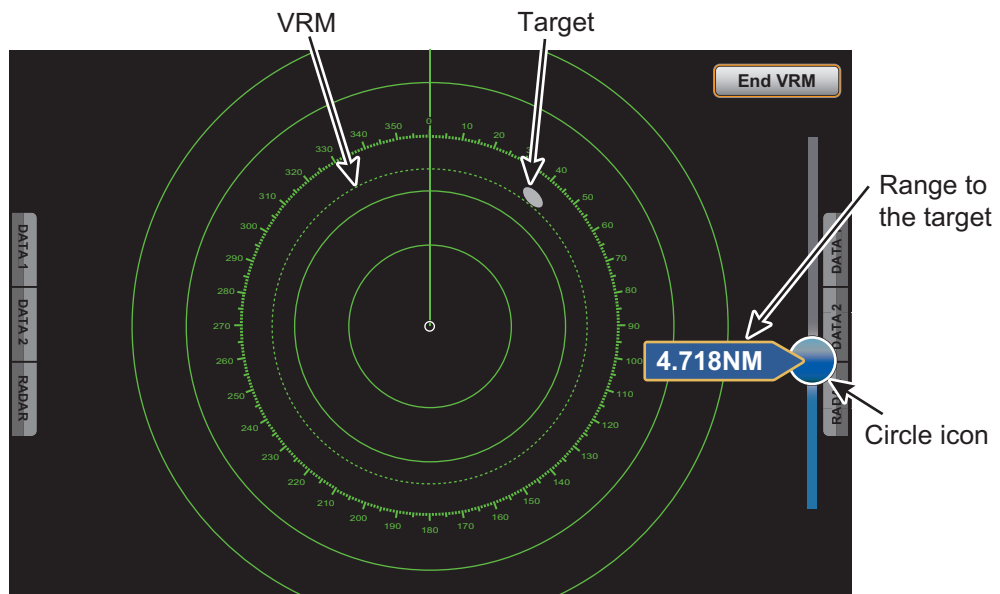 VRM
Target
End VRM
0
10
20
40
50
60
70
80
90
100
110
120
130
140
150
160
170
180
190
200
210
220
230
240
250
260
270
280
290
300
310
320
330
340
350
DATA 1
DATA 2
RADAR
Range to
the target
DATA
DATA 2
4.718NM
Circle icon